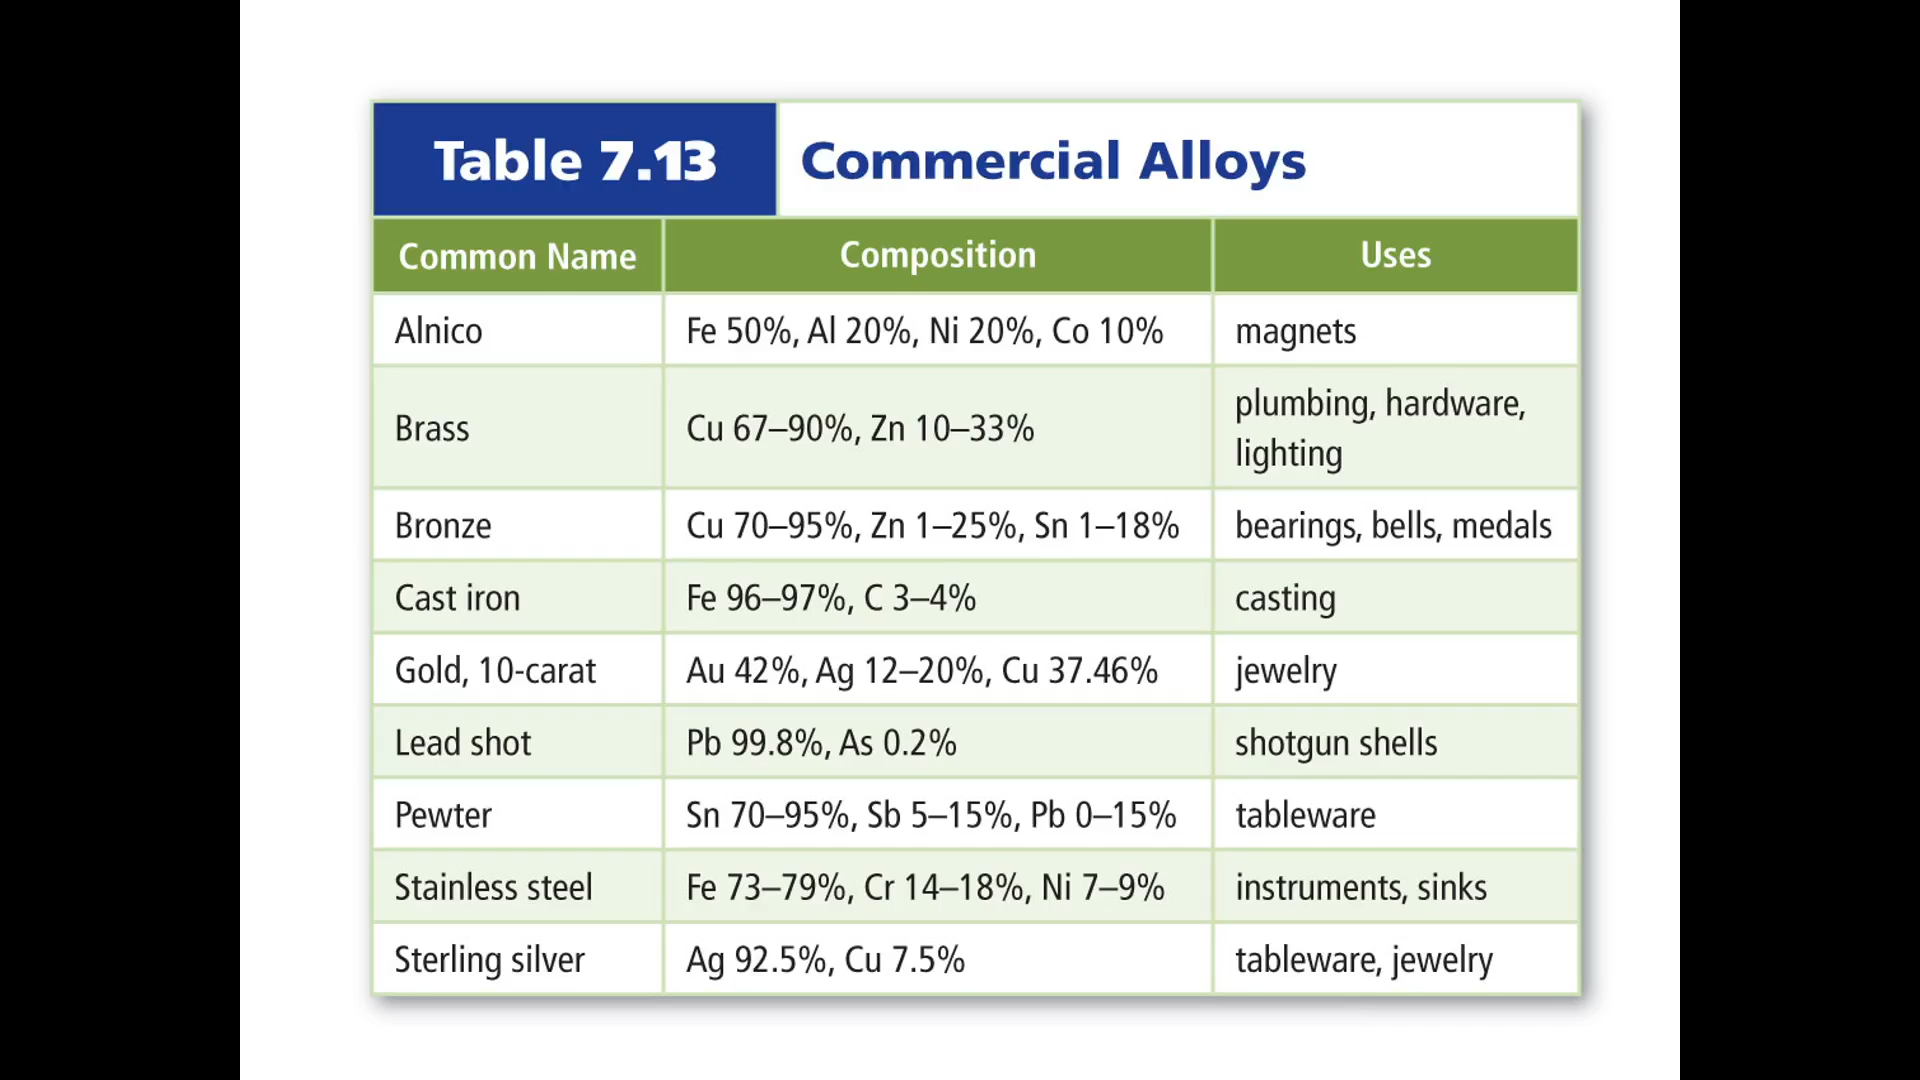 Table 7.13 Commercial Alloys
Common Name Composition Uses
Alnico Fe 50%, Al 20%, Ni 20%, Co 10% magnets
Brass Cu 67–90%, Zn 10–33% plumbing, hardware,
lighting
Bronze Cu 70–95%, Zn 1–25%, Sn 1–18% bearings, bells, medals
Cast iron Fe 96–97%, C 3–4% casting
Gold, 10-carat Au 42%, Ag 12–20%, Cu 37.46% jewelry
Lead shot Pb 99.8%, As 0.2% shotgun shells
Pewter Sn 70–95%, Sb 5–15%, Pb 0–15% tableware
Stainless steel Fe 73–79%, Cr 14–18%, Ni 7–9% instruments, sinks
Sterling silver Ag 92.5%, Cu 7.5% tableware, jewelry